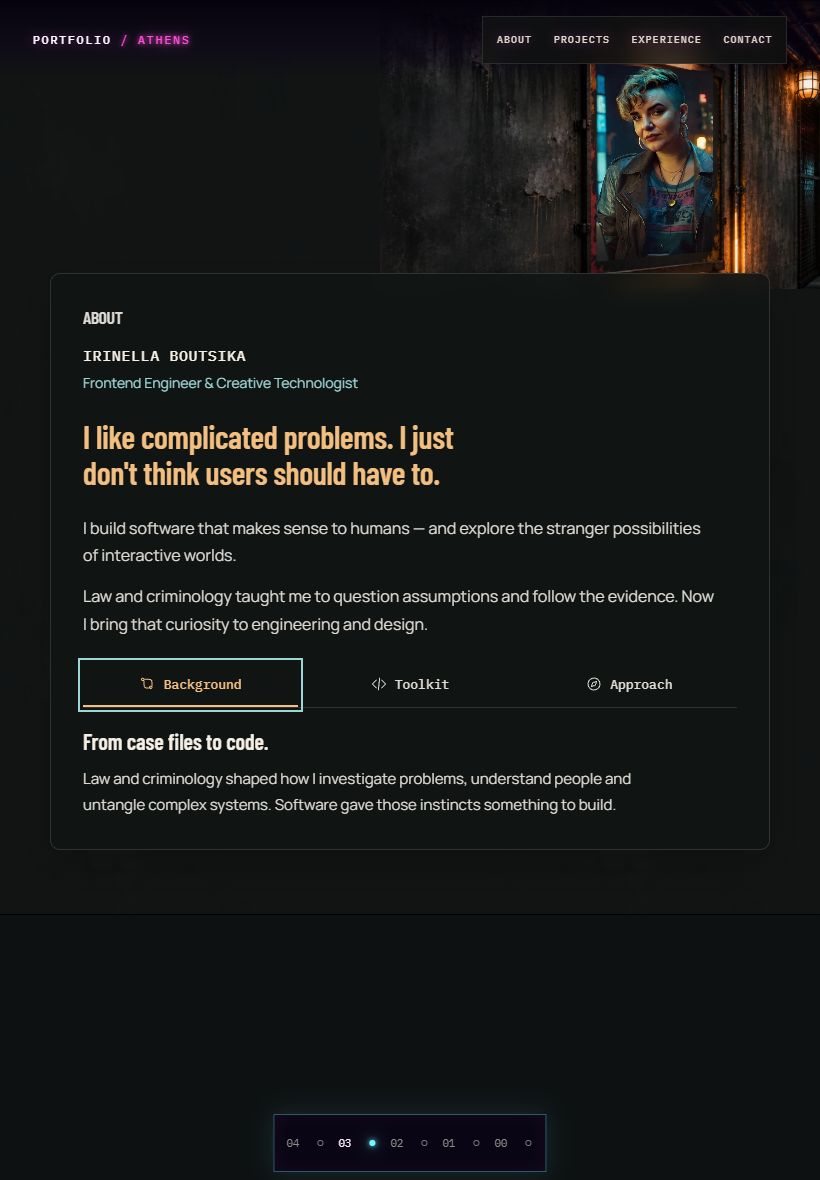 PORTFOLIO / ATHENS
ABOUT PROJECTS EXPERIENCE CONTACT
ABOUT
IRINELLA BOUTSIKA
Frontend Engineer & Creative Technologist
I like complicated problems. I just
don't think users should have to.
I build software that makes sense to humans — and explore the stranger possibilities
of interactive worlds.
Law and criminology taught me to question assumptions and follow the evidence. Now
I bring that curiosity to engineering and design.
Background Toolkit Approach
From case files to code.
Law and criminology shaped how I investigate problems, understand people and
untangle complex systems. Software gave those instincts something to build.
04 03 02 01 00